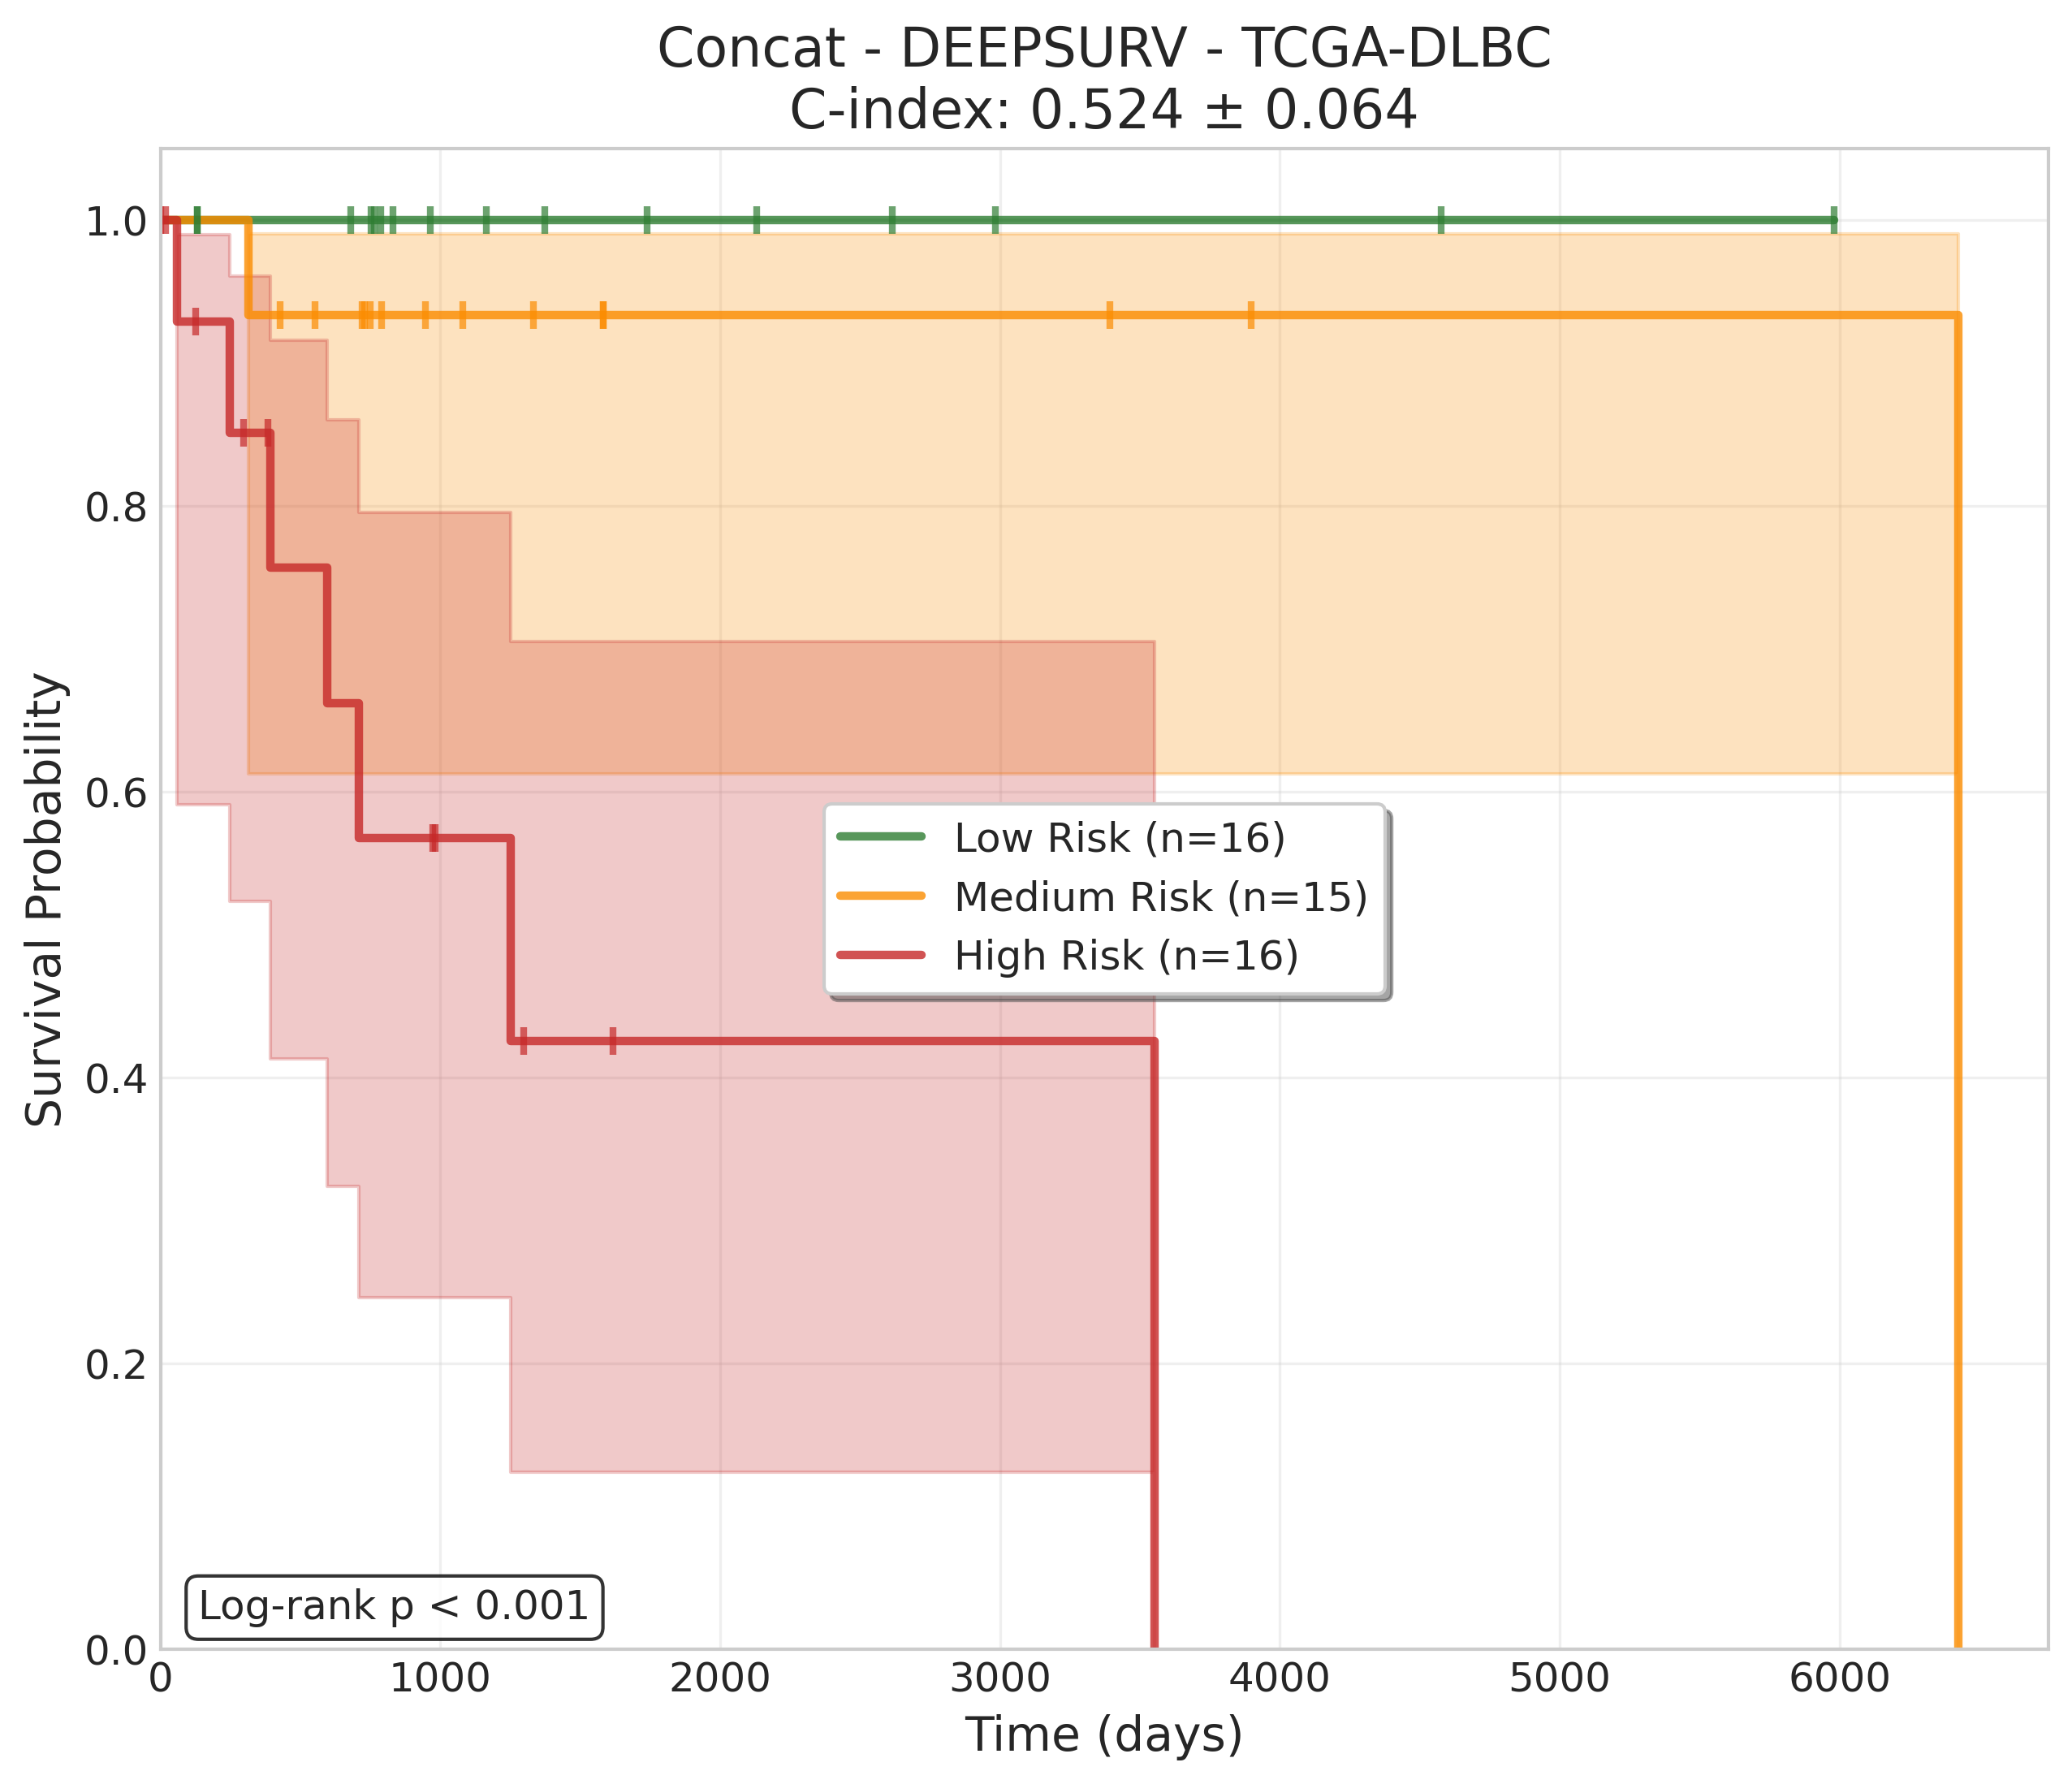 Concat - DEEPSURV - TCGA-DLBC
C-index: 0.524 ± 0.064
Survival Probability
1.0
0.8
0.6
0.4
0.2
0.0
Low Risk (n=16)
Medium Risk (n=15)
High Risk (n=16)
Log-rank p < 0.001
0 1000 2000 3000 4000 5000 6000
Time (days)